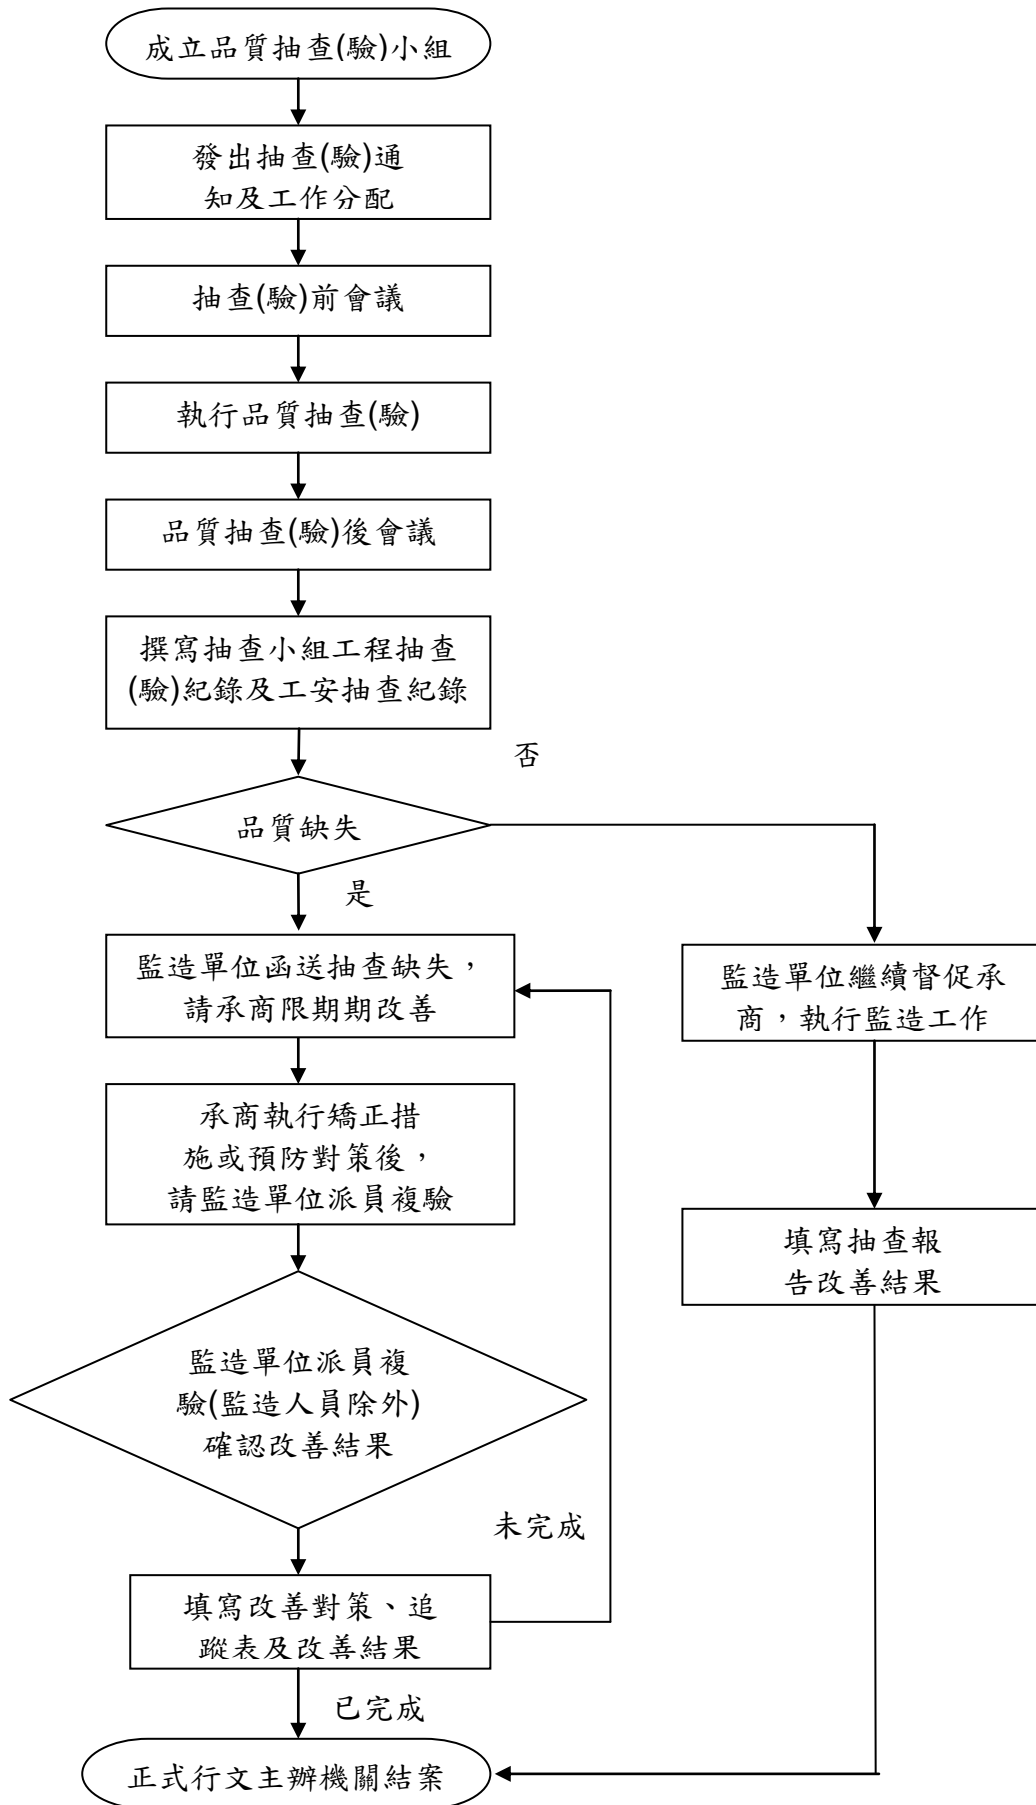 成立品質抽查(驗)小組
發出抽查(驗)通
知及工作分配
抽查(驗)前會議
執行品質抽查(驗)
品質抽查(驗)後會議
撰寫抽查小組工程抽查
(驗)紀錄及工安抽查紀錄
否
品質缺失
是
監造單位函送抽查缺失，
請承商限期期改善
監造單位繼續督促承
商，執行監造工作
承商執行矯正措
施或預防對策後，
請監造單位派員複驗
填寫抽查報
告改善結果
監造單位派員複
驗(監造人員除外)
確認改善結果
未完成
填寫改善對策、追
蹤表及改善結果
已完成
正式行文主辦機關結案